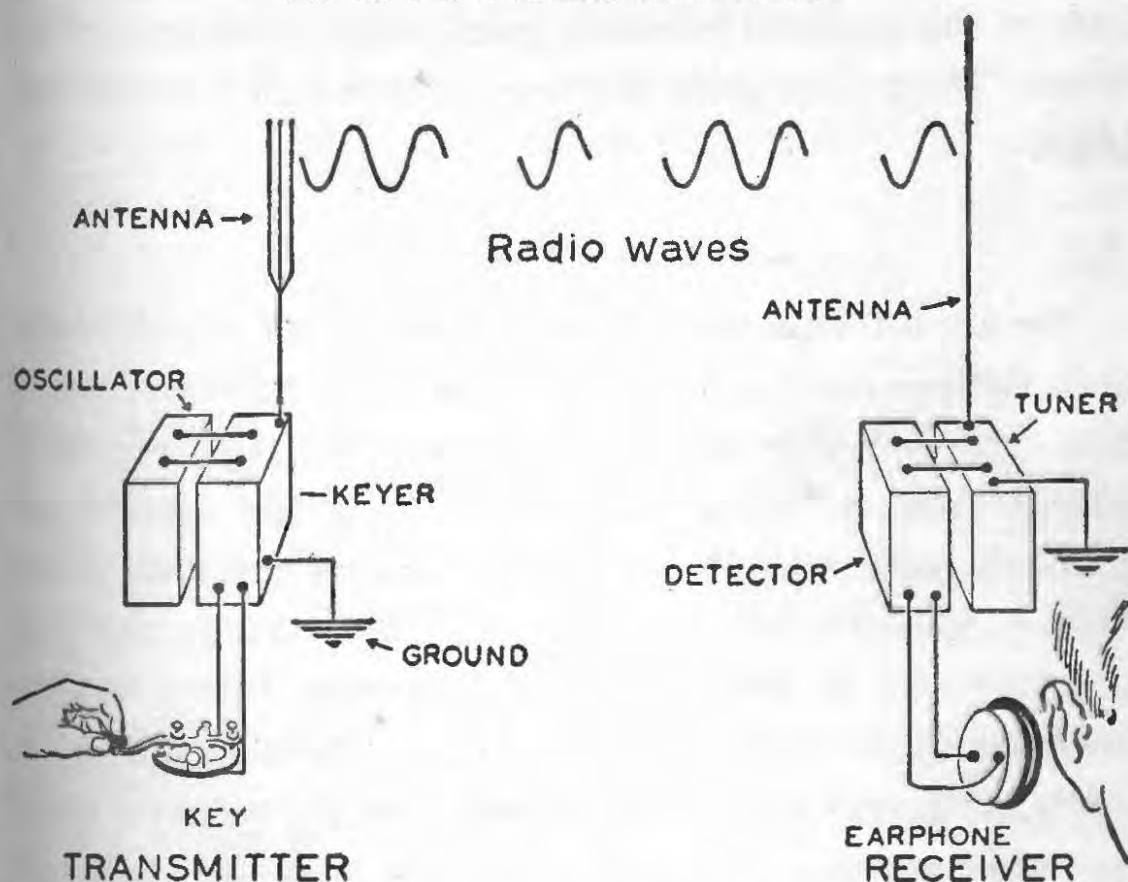 Radio Waves
ANTENNA
ANTENNA
OSCILLATOR
TUNER
KEYER
DETECTOR
GROUND
KEY
EARPHONE
TRANSMITTER
RECEIVER